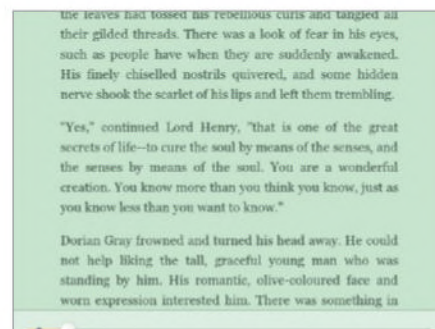 the leaves had tossed his rebellious curls and tangled all
their gilded threads. There was a look of fear in his eyes,
such as people have when they are suddenly awakened.
His finely chiselled nostrils quivered, and some hidden
nerve shook the scarlet of his lips and left them trembling.
"Yes," continued Lord Henry, "that is one of the great
secrets of life—to cure the soul by means of the senses, and
the senses by means of the soul. You are a wonderful
creation. You know more than you think you know, just as
you know less than you want to know."
Dorian Gray frowned and turned his head away. He could
not help liking the tall, graceful young man who was
standing by him. His romantic, olive-coloured face and
worn expression interested him. There was something in